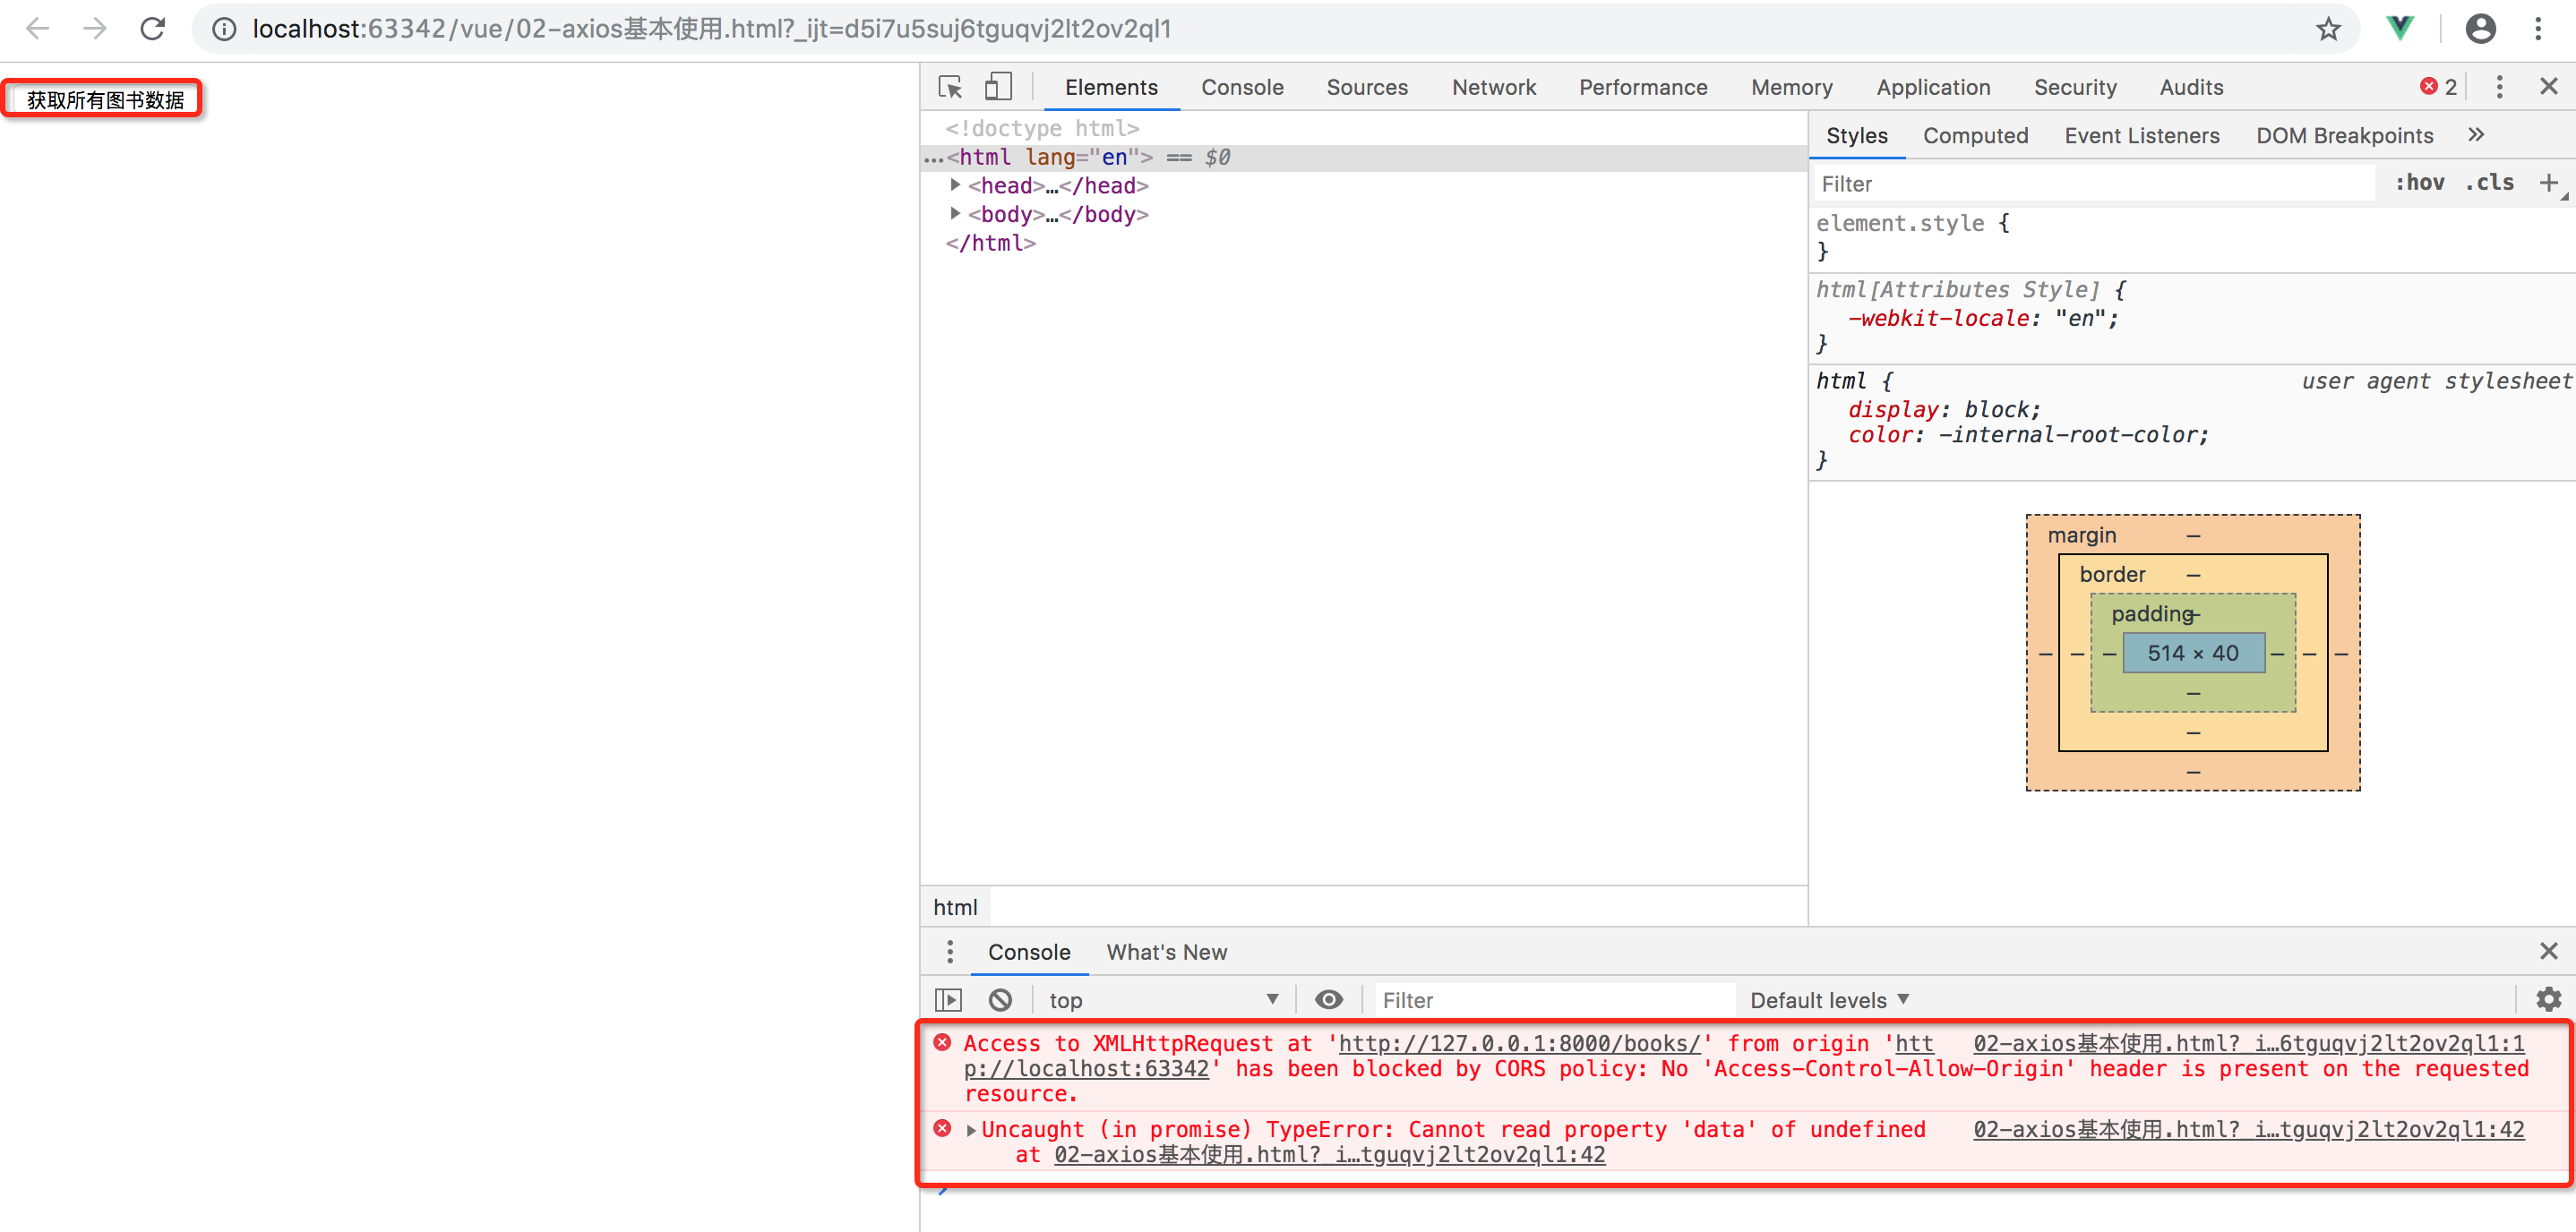 localhost:63342/vue/02-axios基本使用.html?_ijt=d5i7u5suj6tguqvj2lt2ov2ql1
获取所有图书数据
Elements Console Sources Network Performance Memory Application Security Audits 2
<!doctype html>
…<html lang="en"> == $0
<head>…</head>
<body>…</body>
</html>
html
Styles Computed Event Listeners DOM Breakpoints »
Filter :hov .cls +
element.style {
}
html[Attributes Style] {
-webkit-locale: "en";
}
html { user agent stylesheet
display: block;
color: -internal-root-color;
}
margin –
border –
padding –
– – – 514 × 40 – – –
–
–
–
Console What's New
top Filter Default levels
Access to XMLHttpRequest at 'http://127.0.0.1:8000/books/' from origin 'htt 02-axios基本使用.html?_i…6tguqvj2lt2ov2ql1:1
p://localhost:63342' has been blocked by CORS policy: No 'Access-Control-Allow-Origin' header is present on the requested
resource.
Uncaught (in promise) TypeError: Cannot read property 'data' of undefined 02-axios基本使用.html?_i…tguqvj2lt2ov2ql1:42
at 02-axios基本使用.html?_i…tguqvj2lt2ov2ql1:42